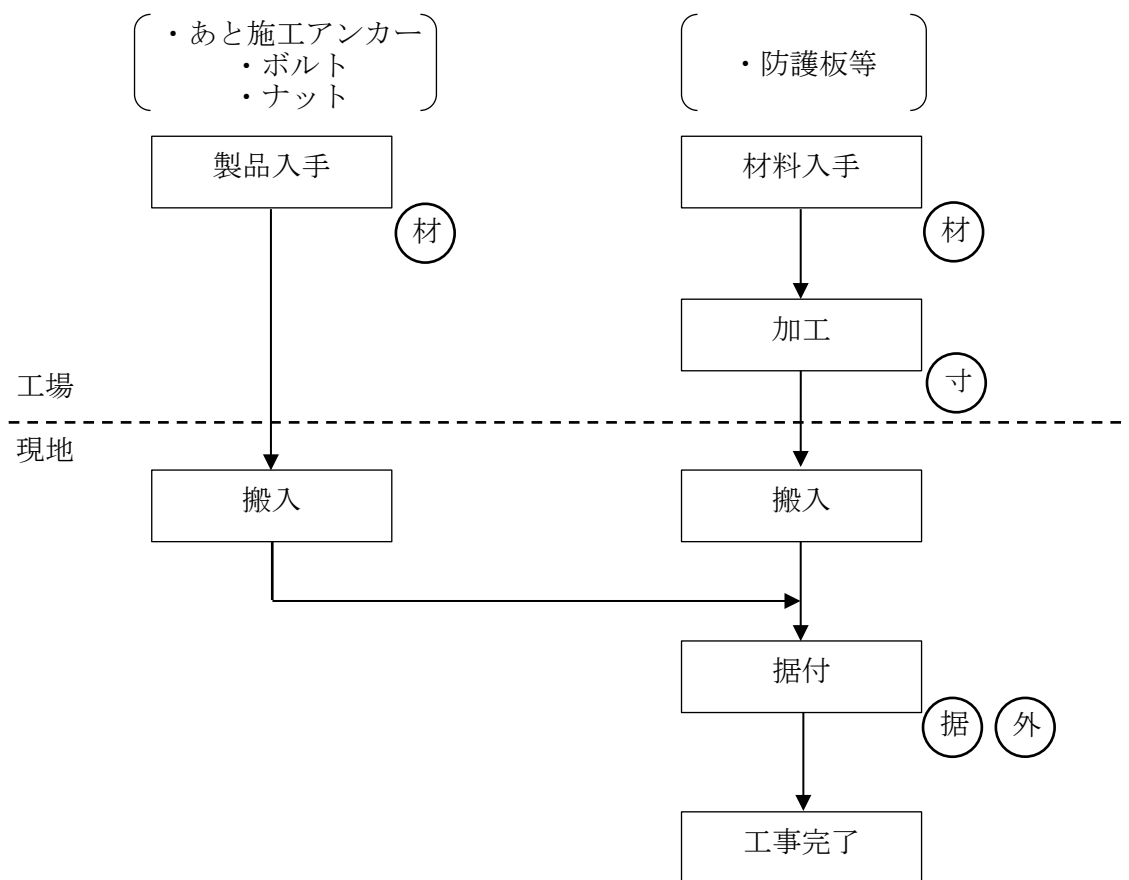 ・あと施工アンカー
・ボルト
・ナット
・防護板等
製品入手
材料入手
材
材
加工
寸
工場
現地
搬入
搬入
据付
据
外
工事完了